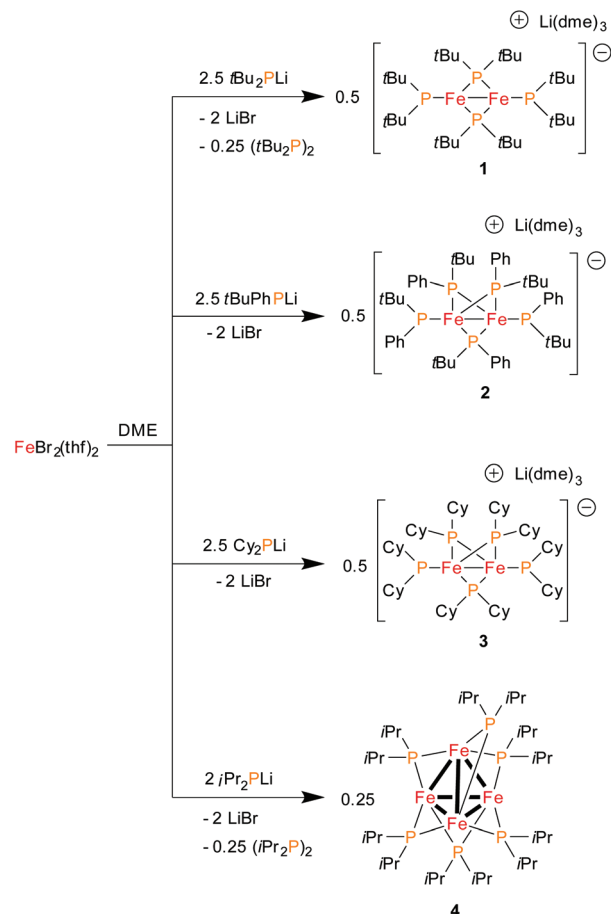 FeBr2(thf)2
DME
2.5 tBu2PLi
- 2 LiBr
- 0.25 (tBu2P)2
0.5
⊕ Li(dme)3
⊖
tBu tBu
tBu P tBu
P Fe Fe P
tBu P tBu
tBu tBu
1
2.5 tBuPhPLi
- 2 LiBr
0.5
⊕ Li(dme)3
⊖
tBu Ph
Ph P P tBu
tBu Ph
P Fe Fe P
Ph P tBu
tBu Ph
2
2.5 Cy2PLi
- 2 LiBr
0.5
⊕ Li(dme)3
⊖
Cy Cy
Cy P P Cy
Cy Cy
P Fe Fe P
Cy P Cy
Cy Cy
3
2 iPr2PLi
- 2 LiBr
- 0.25 (iPr2P)2
0.25
iPr iPr
iPr P iPr
iPr P Fe P iPr
Fe Fe
iPr P Fe P iPr
iPr P iPr
iPr iPr
4